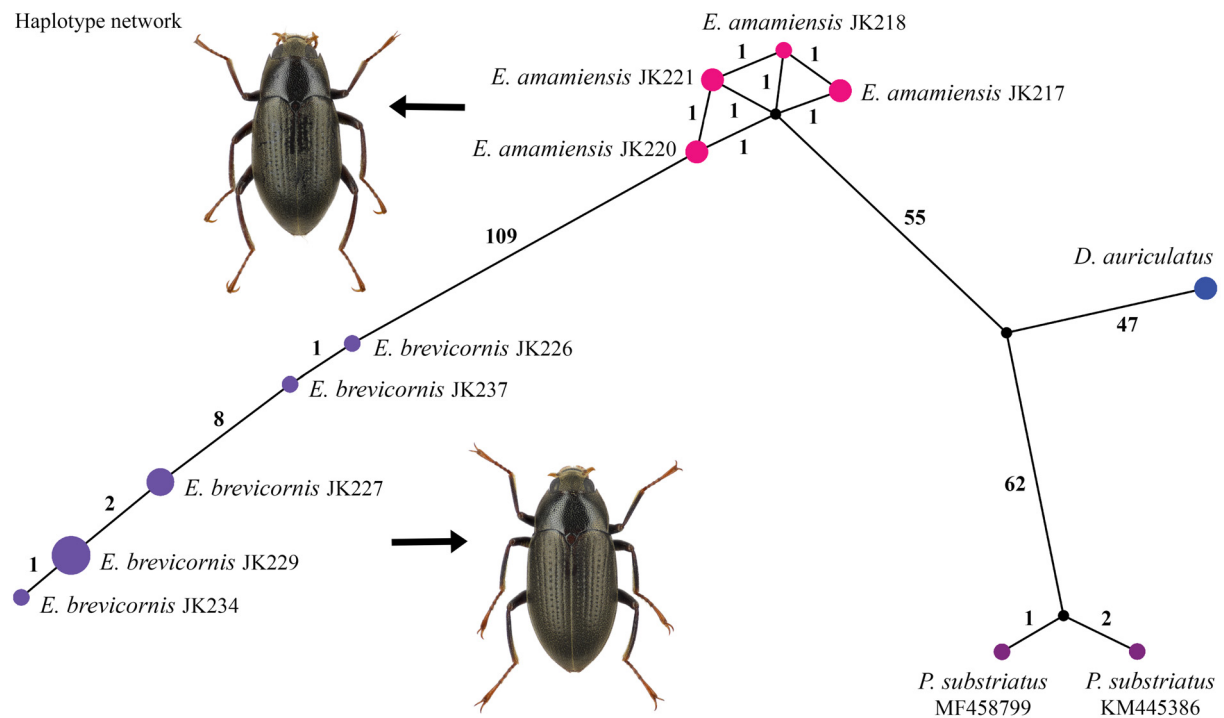 Haplotype network
E. amamiensis JK218
1
1
E. amamiensis JK221
1
E. amamiensis JK217
1
1
1
E. amamiensis JK220
1
55
109
D. auriculatus
47
1
E. brevicornis JK226
E. brevicornis JK237
8
62
E. brevicornis JK227
2
1
E. brevicornis JK229
E. brevicornis JK234
1
2
P. substriatus
MF458799
P. substriatus
KM445386